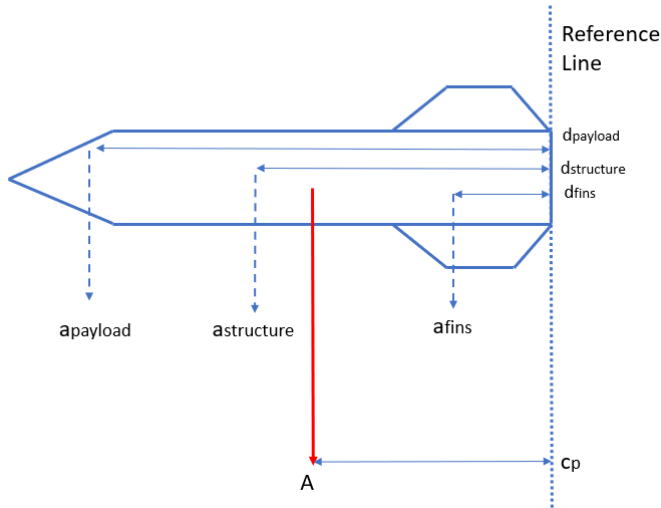 Reference
Line
dpayload
dstructure
dfins
apayload
astructure
afins
cp
A